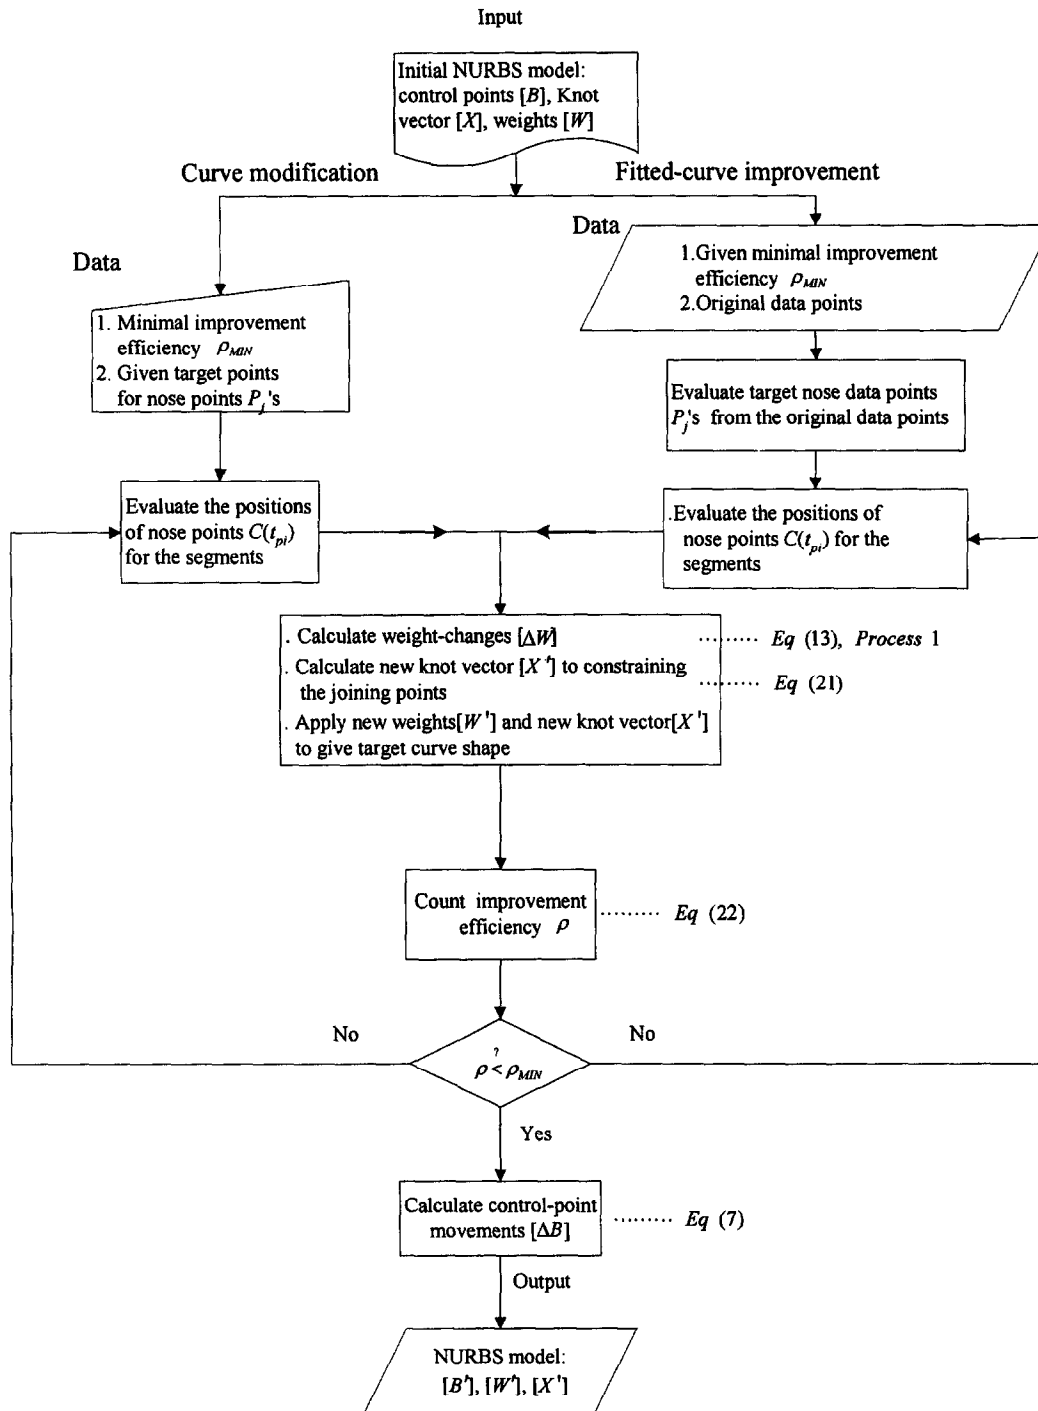 Input
Initial NURBS model:
control points [B], Knot
vector [X], weights [W]
Curve modification
Fitted-curve improvement
Data
1. Minimal improvement
efficiency ρMIN
2. Given target points
for nose points Pj's
Data
1.Given minimal improvement
efficiency ρMIN
2.Original data points
Evaluate target nose data points
Pj's from the original data points
Evaluate the positions
of nose points C(tpi)
for the segments
.Evaluate the positions of
nose points C(tpi) for the
segments
. Calculate weight-changes [ΔW] ········· Eq (13), Process 1
. Calculate new knot vector [X'] to constraining
the joining points ········· Eq (21)
. Apply new weights[W'] and new knot vector[X']
to give target curve shape
Count improvement
efficiency ρ ········· Eq (22)
No
No
?
ρ < ρMIN
Yes
Calculate control-point
movements [ΔB] ········· Eq (7)
Output
NURBS model:
[B'], [W'], [X']